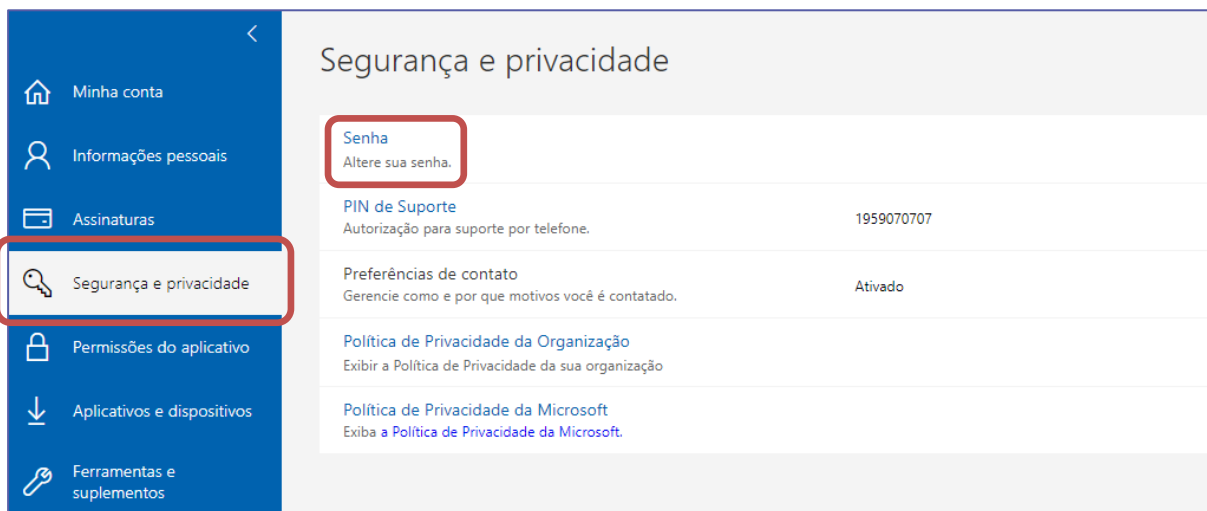 Minha conta
Informações pessoais
Assinaturas
Segurança e privacidade
Permissões do aplicativo
Aplicativos e dispositivos
Ferramentas e
suplementos
Segurança e privacidade
Senha
Altere sua senha.
PIN de Suporte
Autorização para suporte por telefone.
1959070707
Preferências de contato
Gerencie como e por que motivos você é contatado.
Ativado
Política de Privacidade da Organização
Exibir a Política de Privacidade da sua organização
Política de Privacidade da Microsoft
Exiba a Política de Privacidade da Microsoft.